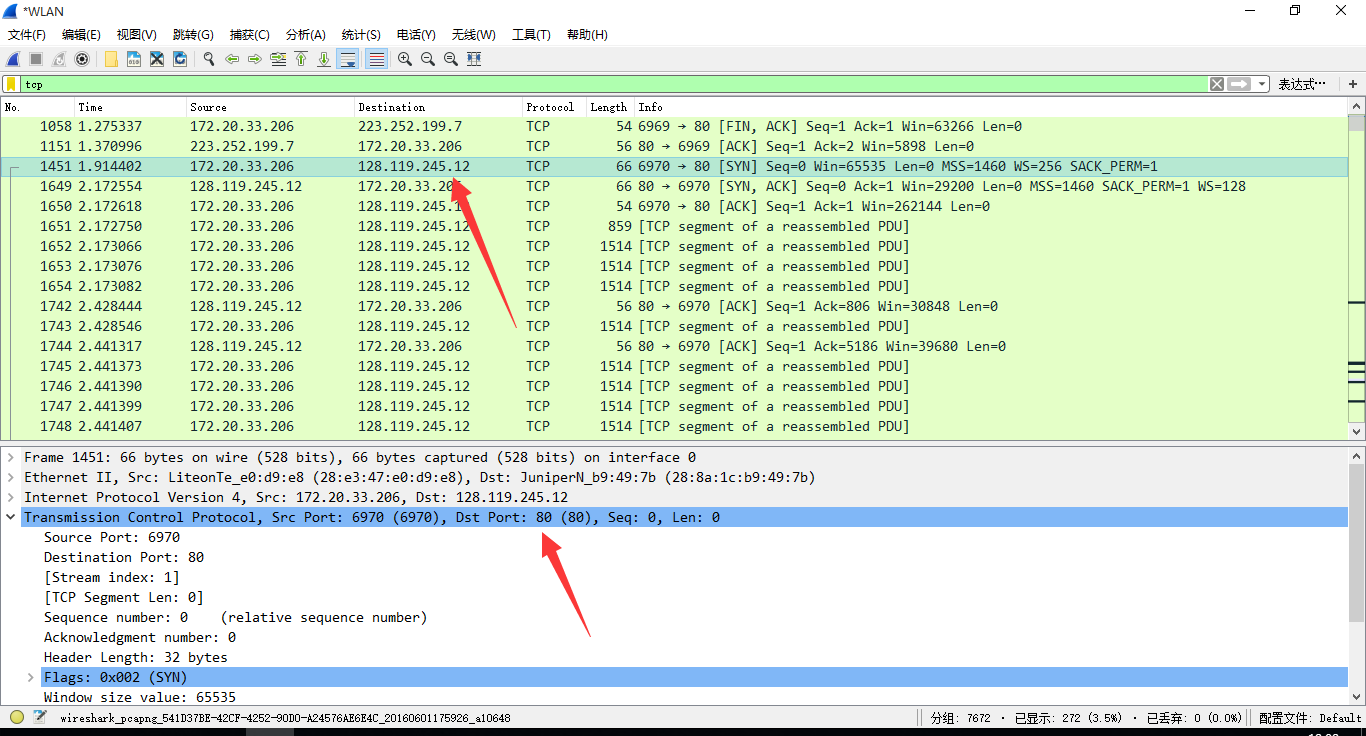 *WLAN
文件(F) 编辑(E) 视图(V) 跳转(G) 捕获(C) 分析(A) 统计(S) 电话(Y) 无线(W) 工具(T) 帮助(H)
tcp 表达式… +
No. Time Source Destination Protocol Length Info
1058 1.275337 172.20.33.206 223.252.199.7 TCP 54 6969 → 80 [FIN, ACK] Seq=1 Ack=1 Win=63266 Len=0
1151 1.370996 223.252.199.7 172.20.33.206 TCP 56 80 → 6969 [ACK] Seq=1 Ack=2 Win=5898 Len=0
1451 1.914402 172.20.33.206 128.119.245.12 TCP 66 6970 → 80 [SYN] Seq=0 Win=65535 Len=0 MSS=1460 WS=256 SACK_PERM=1
1649 2.172554 128.119.245.12 172.20.33.206 TCP 66 80 → 6970 [SYN, ACK] Seq=0 Ack=1 Win=29200 Len=0 MSS=1460 SACK_PERM=1 WS=128
1650 2.172618 172.20.33.206 128.119.245.12 TCP 54 6970 → 80 [ACK] Seq=1 Ack=1 Win=262144 Len=0
1651 2.172750 172.20.33.206 128.119.245.12 TCP 859 [TCP segment of a reassembled PDU]
1652 2.173066 172.20.33.206 128.119.245.12 TCP 1514 [TCP segment of a reassembled PDU]
1653 2.173076 172.20.33.206 128.119.245.12 TCP 1514 [TCP segment of a reassembled PDU]
1654 2.173082 172.20.33.206 128.119.245.12 TCP 1514 [TCP segment of a reassembled PDU]
1742 2.428444 128.119.245.12 172.20.33.206 TCP 56 80 → 6970 [ACK] Seq=1 Ack=806 Win=30848 Len=0
1743 2.428546 172.20.33.206 128.119.245.12 TCP 1514 [TCP segment of a reassembled PDU]
1744 2.441317 128.119.245.12 172.20.33.206 TCP 56 80 → 6970 [ACK] Seq=1 Ack=5186 Win=39680 Len=0
1745 2.441373 172.20.33.206 128.119.245.12 TCP 1514 [TCP segment of a reassembled PDU]
1746 2.441390 172.20.33.206 128.119.245.12 TCP 1514 [TCP segment of a reassembled PDU]
1747 2.441399 172.20.33.206 128.119.245.12 TCP 1514 [TCP segment of a reassembled PDU]
1748 2.441407 172.20.33.206 128.119.245.12 TCP 1514 [TCP segment of a reassembled PDU]
Frame 1451: 66 bytes on wire (528 bits), 66 bytes captured (528 bits) on interface 0
Ethernet II, Src: LiteonTe_e0:d9:e8 (28:e3:47:e0:d9:e8), Dst: JuniperN_b9:49:7b (28:8a:1c:b9:49:7b)
Internet Protocol Version 4, Src: 172.20.33.206, Dst: 128.119.245.12
Transmission Control Protocol, Src Port: 6970 (6970), Dst Port: 80 (80), Seq: 0, Len: 0
Source Port: 6970
Destination Port: 80
[Stream index: 1]
[TCP Segment Len: 0]
Sequence number: 0 (relative sequence number)
Acknowledgment number: 0
Header Length: 32 bytes
Flags: 0x002 (SYN)
Window size value: 65535
wireshark_pcapng_541D37BE-42CF-4252-90D0-A24576AE6E4C_20160601175926_a10648 分组: 7672 · 已显示: 272 (3.5%) · 已丢弃: 0 (0.0%) 配置文件: Default